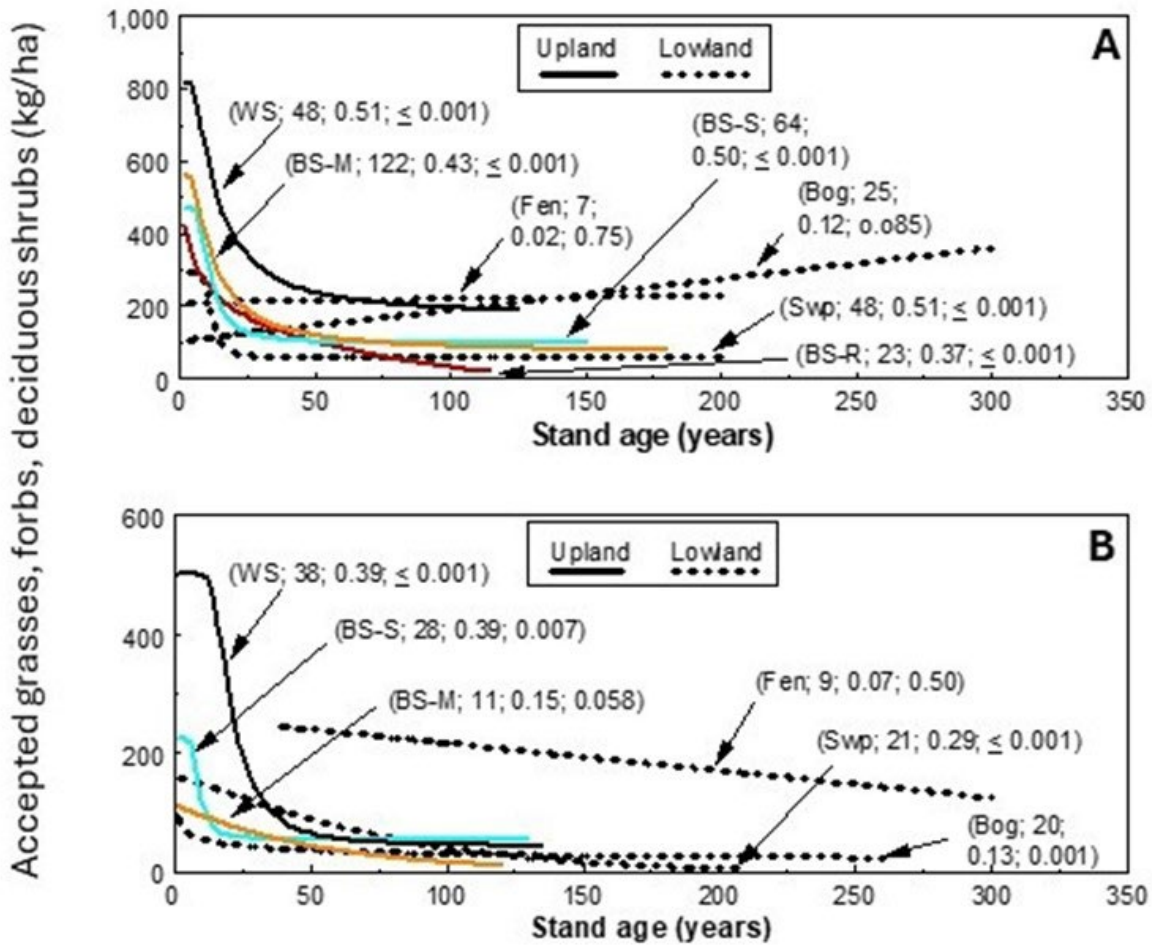 Accepted grasses, forbs, deciduous shrubs (kg/ha)
A
Upland Lowland
1,000
800
600
400
200
0
(WS; 48; 0.51; ≤ 0.001)
(BS-M; 122; 0.43; ≤ 0.001)
(Fen; 7;
0.02; 0.75)
(BS-S; 64;
0.50; ≤ 0.001)
(Bog; 25;
0.12; o.o85)
(Swp; 48; 0.51; ≤ 0.001)
(BS-R; 23; 0.37; ≤ 0.001)
0 50 100 150 200 250 300 350
Stand age (years)
B
Upland Lowland
600
400
200
0
(WS; 38; 0.39; ≤ 0.001)
(BS-S; 28; 0.39; 0.007)
(BS-M; 11; 0.15; 0.058)
(Fen; 9; 0.07; 0.50)
(Swp; 21; 0.29; ≤ 0.001)
(Bog; 20;
0.13; 0.001)
0 50 100 150 200 250 300 350
Stand age (years)